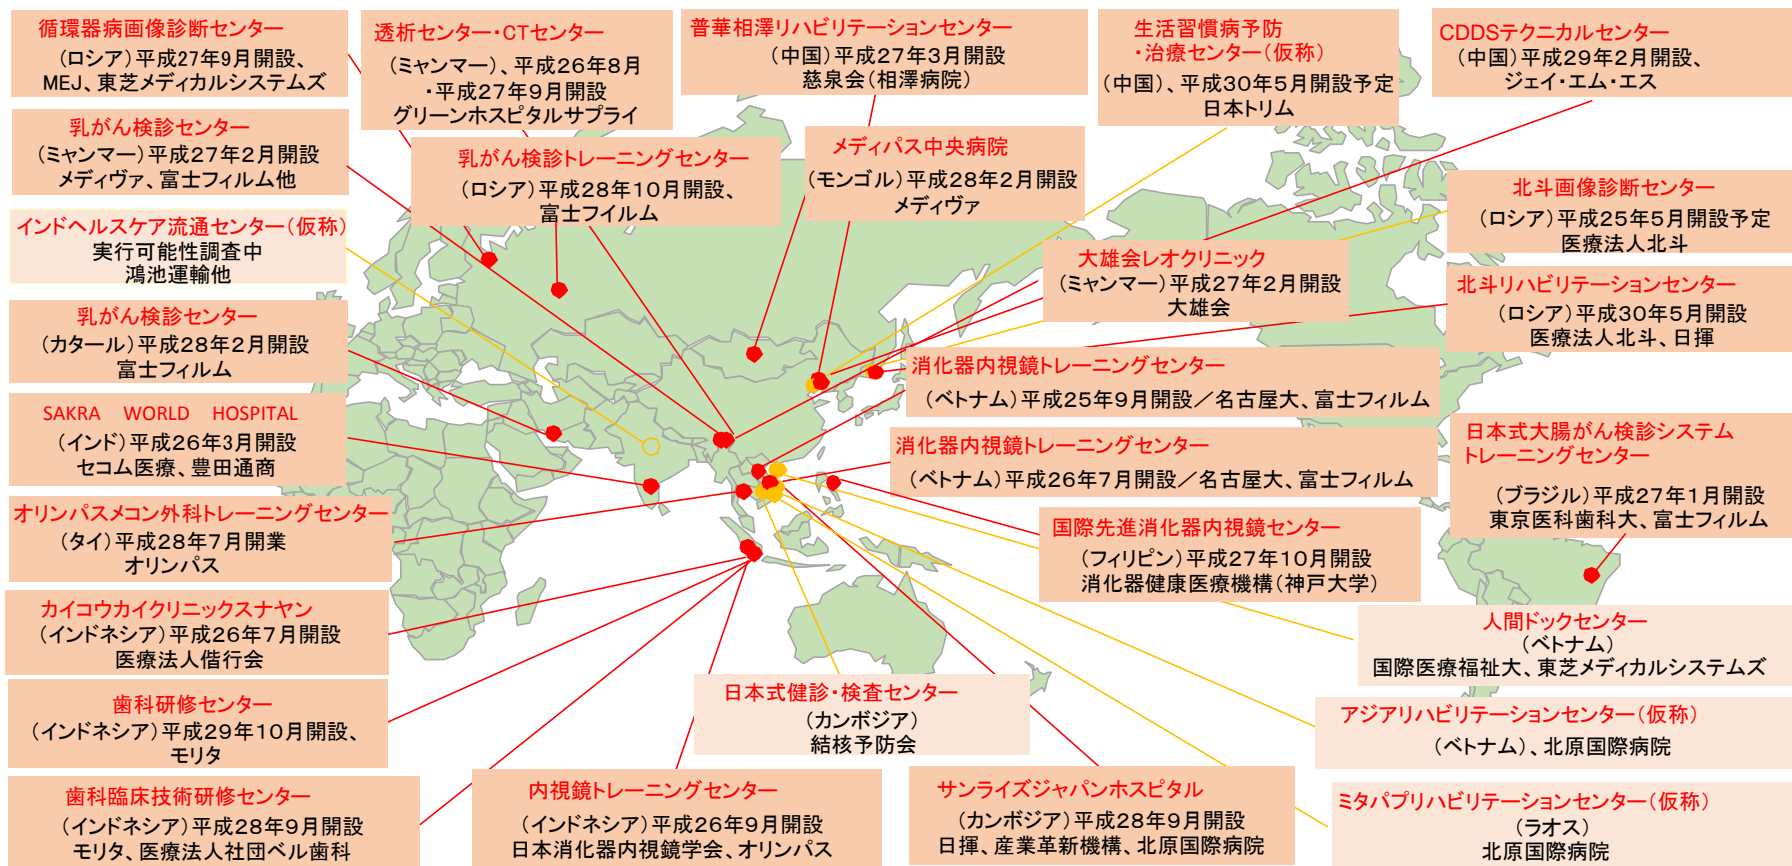 循環器病画像診断センター
(ロシア)平成27年9月開設、
MEJ、東芝メディカルシステムズ
透析センター・CTセンター
(ミャンマー)、平成26年8月
・平成27年9月開設
グリーンホスピタルサプライ
普華相澤リハビリテーションセンター
(中国)平成27年3月開設
慈泉会(相澤病院)
生活習慣病予防
・治療センター(仮称)
(中国)、平成30年5月開設予定
日本トリム
CDDSテクニカルセンター
(中国)平成29年2月開設、
ジェイ・エム・エス
乳がん検診センター
(ミャンマー)平成27年2月開設
メディヴァ、富士フィルム他
乳がん検診トレーニングセンター
(ロシア)平成28年10月開設、
富士フイルム
メディパス中央病院
(モンゴル)平成28年2月開設
メディヴァ
北斗画像診断センター
(ロシア)平成25年5月開設予定
医療法人北斗
インドヘルスケア流通センター(仮称)
実行可能性調査中
鴻池運輸他
大雄会レオクリニック
(ミャンマー)平成27年2月開設
大雄会
北斗リハビリテーションセンター
(ロシア)平成30年5月開設
医療法人北斗、日揮
乳がん検診センター
(カタール)平成28年2月開設
富士フィルム
消化器内視鏡トレーニングセンター
(ベトナム)平成25年9月開設/名古屋大、富士フィルム
SAKRA WORLD HOSPITAL
(インド)平成26年3月開設
セコム医療、豊田通商
消化器内視鏡トレーニングセンター
(ベトナム)平成26年7月開設/名古屋大、富士フィルム
日本式大腸がん検診システム
トレーニングセンター
(ブラジル)平成27年1月開設
東京医科歯科大、富士フィルム
オリンパスメコン外科トレーニングセンター
(タイ)平成28年7月開業
オリンパス
国際先進消化器内視鏡センター
(フィリピン)平成27年10月開設
消化器健康医療機構(神戸大学)
カイコウカイクリニックスナヤン
(インドネシア)平成26年7月開設
医療法人偕行会
人間ドックセンター
(ベトナム)
国際医療福祉大、東芝メディカルシステムズ
歯科研修センター
(インドネシア)平成29年10月開設、
モリタ
日本式健診・検査センター
(カンボジア)
結核予防会
アジアリハビリテーションセンター(仮称)
(ベトナム)、北原国際病院
歯科臨床技術研修センター
(インドネシア)平成28年9月開設
モリタ、医療法人社団ベル歯科
内視鏡トレーニングセンター
(インドネシア)平成26年9月開設
日本消化器内視鏡学会、オリンパス
サンライズジャパンホスピタル
(カンボジア)平成28年9月開設
日揮、産業革新機構、北原国際病院
ミタパプリハビリテーションセンター(仮称)
(ラオス)
北原国際病院